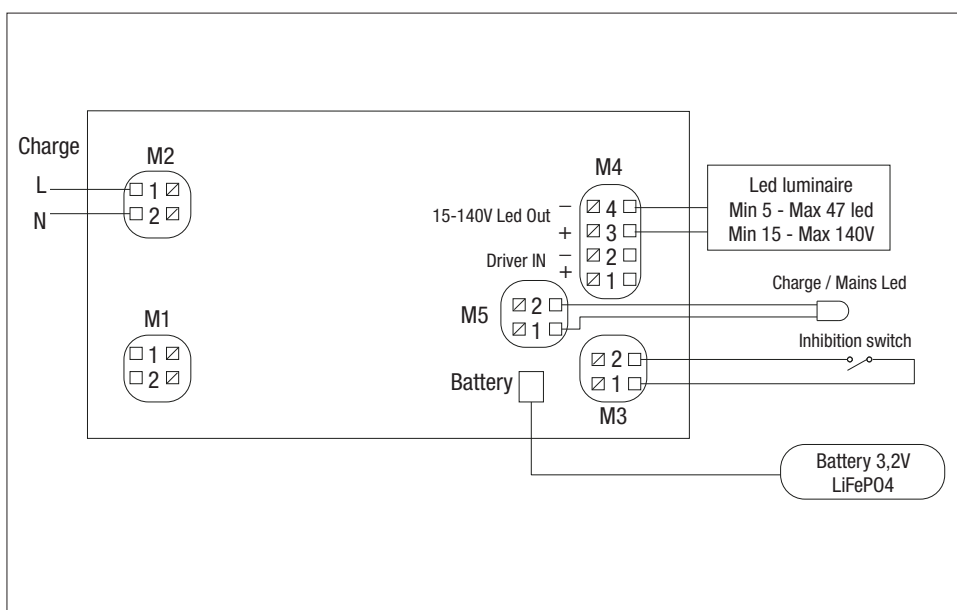 Charge
L
N
M2
1
2
M1
1
2
M4
15-140V Led Out
−
+
Driver IN
−
+
4
3
2
1
Led luminaire
Min 5 - Max 47 led
Min 15 - Max 140V
M5
2
1
Charge / Mains Led
Inhibition switch
2
1
M3
Battery
Battery 3,2V
LiFePO4